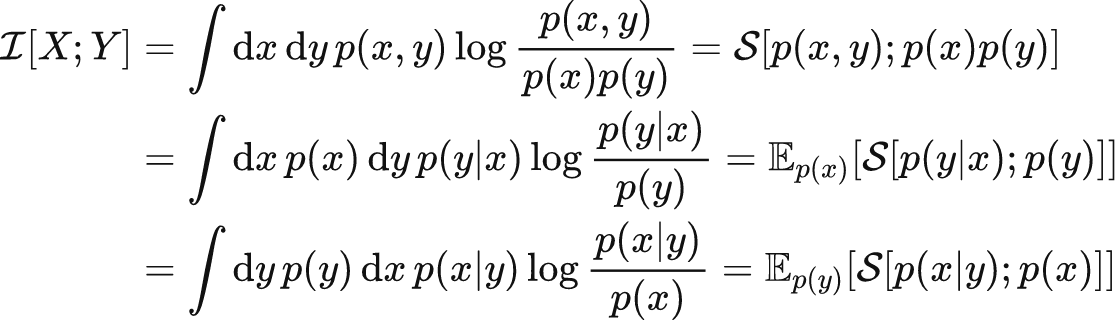 𝓘[X; Y] = ∫ dx dy p(x, y) log p(x, y) / p(x)p(y) = 𝓢[p(x, y); p(x)p(y)]
= ∫ dx p(x) dy p(y|x) log p(y|x) / p(y) = 𝔼_{p(x)}[𝓢[p(y|x); p(y)]]
= ∫ dy p(y) dx p(x|y) log p(x|y) / p(x) = 𝔼_{p(y)}[𝓢[p(x|y); p(x)]]